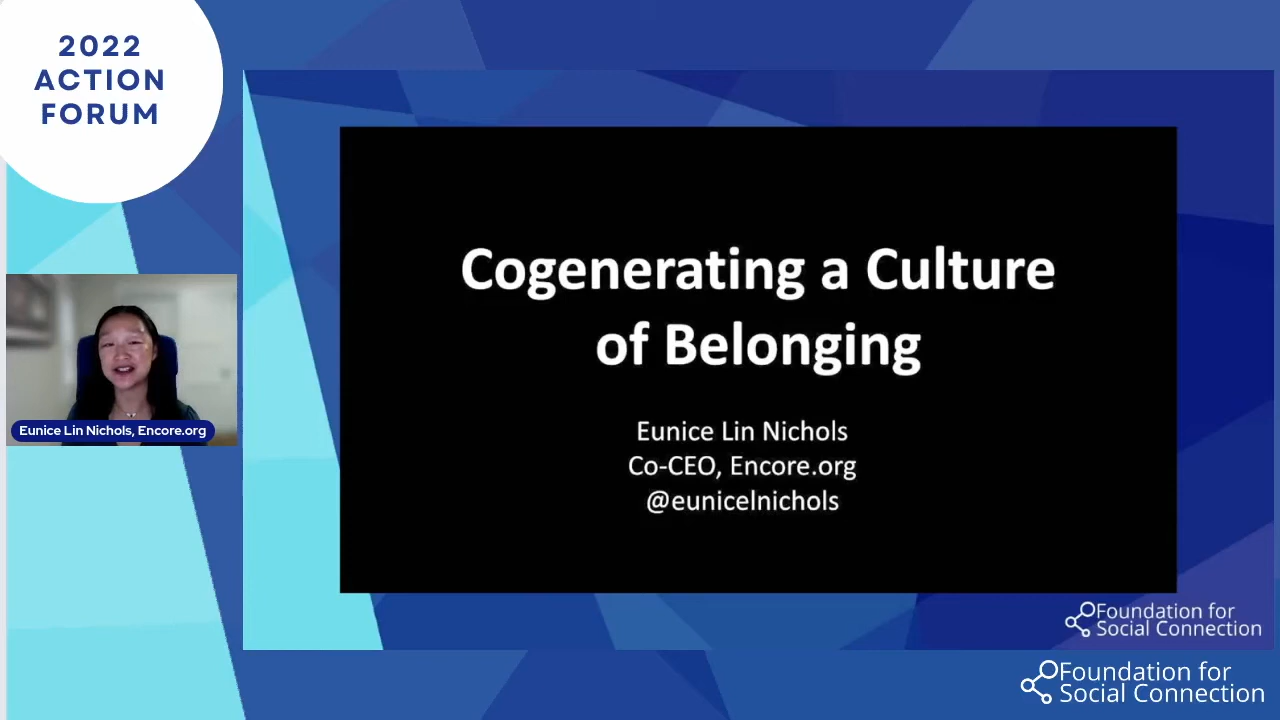 2022
ACTION
FORUM
Cogenerating a Culture
of Belonging
Eunice Lin Nichols
Co-CEO, Encore.org
@eunicelnichols
Eunice Lin Nichols, Encore.org
Foundation for
Social Connection
Foundation for
Social Connection